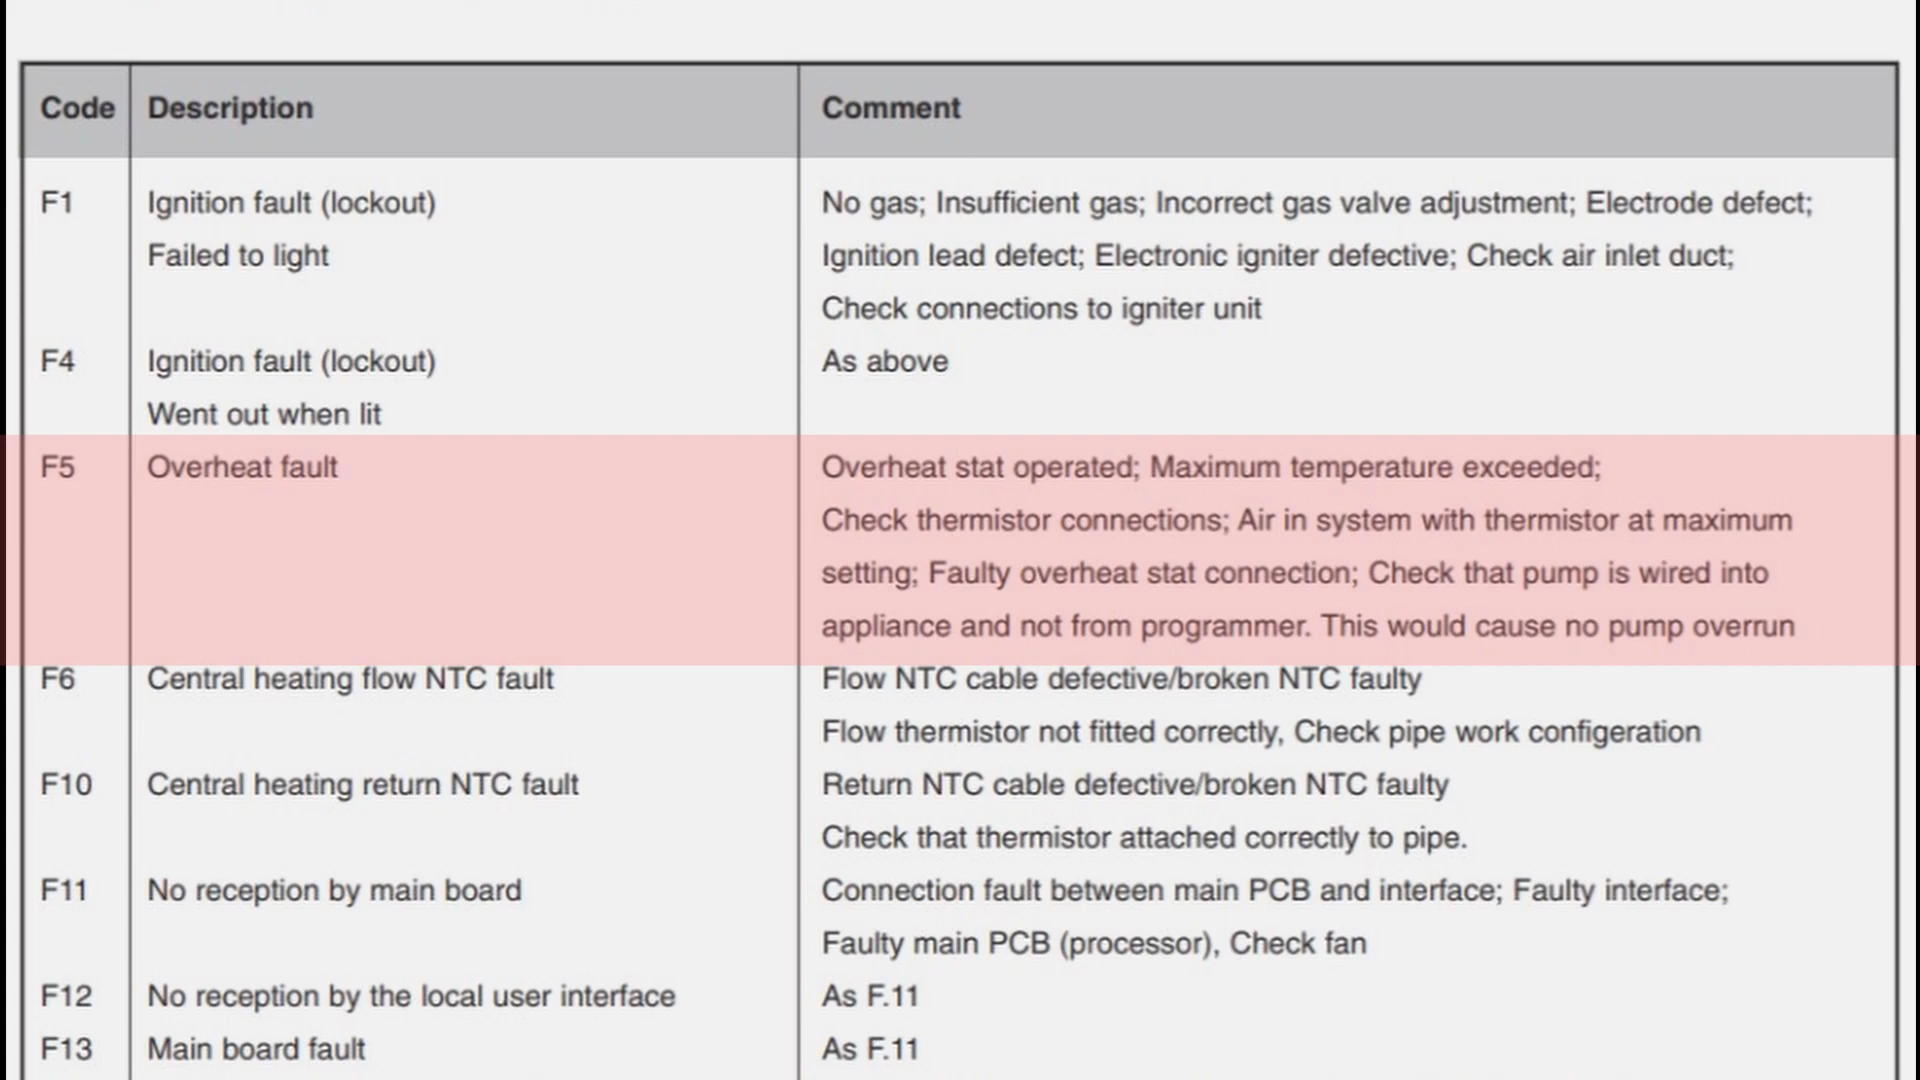 Code Description Comment
F1 Ignition fault (lockout) No gas; Insufficient gas; Incorrect gas valve adjustment; Electrode defect;
Failed to light Ignition lead defect; Electronic igniter defective; Check air inlet duct;
Check connections to igniter unit
F4 Ignition fault (lockout) As above
Went out when lit
F5 Overheat fault Overheat stat operated; Maximum temperature exceeded;
Check thermistor connections; Air in system with thermistor at maximum
setting; Faulty overheat stat connection; Check that pump is wired into
appliance and not from programmer. This would cause no pump overrun
F6 Central heating flow NTC fault Flow NTC cable defective/broken NTC faulty
Flow thermistor not fitted correctly, Check pipe work configeration
F10 Central heating return NTC fault Return NTC cable defective/broken NTC faulty
Check that thermistor attached correctly to pipe.
F11 No reception by main board Connection fault between main PCB and interface; Faulty interface;
Faulty main PCB (processor), Check fan
F12 No reception by the local user interface As F.11
F13 Main board fault As F.11